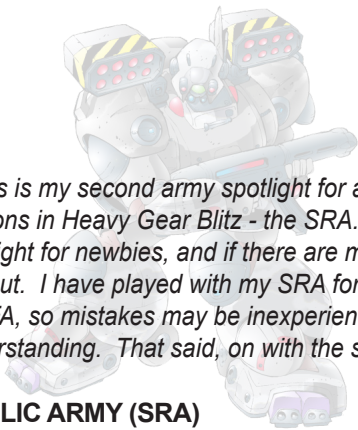 s is my second army spotlight for a
ons in Heavy Gear Blitz - the SRA.
ight for newbies, and if there are m
out. I have played with my SRA for
TA, so mistakes may be inexperien
rstanding. That said, on with the s
LIC ARMY (SRA)